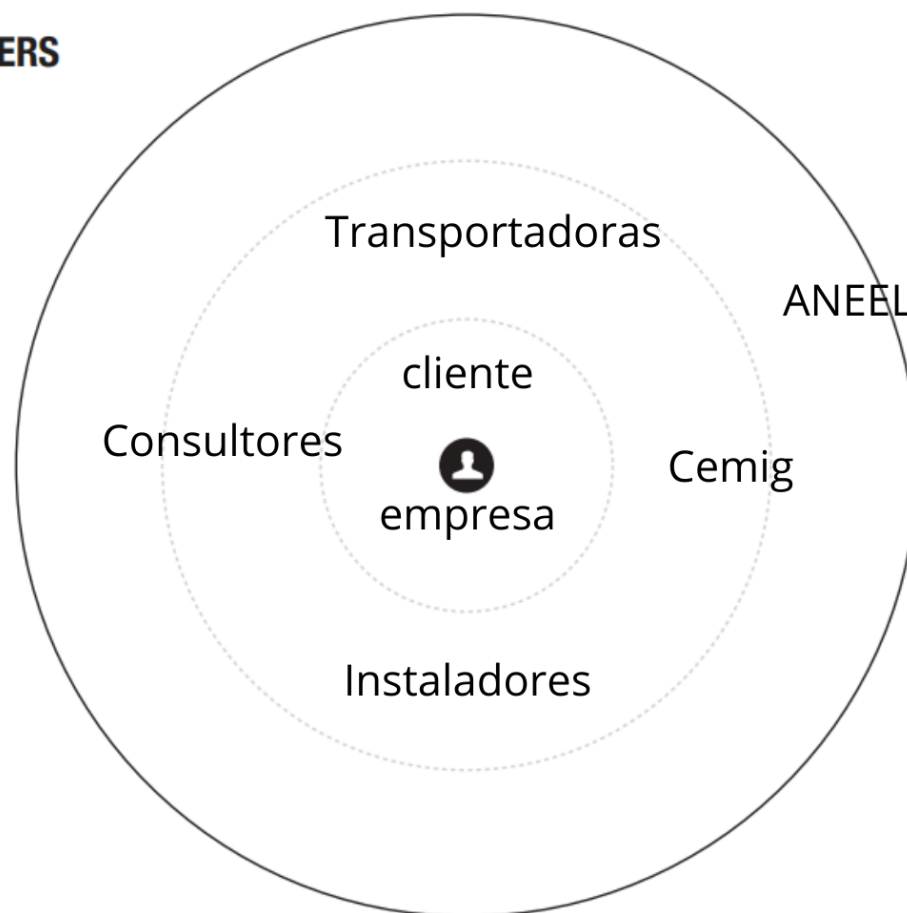 ERS
Transportadoras
ANEEL
cliente
Consultores
Cemig
empresa
Instaladores